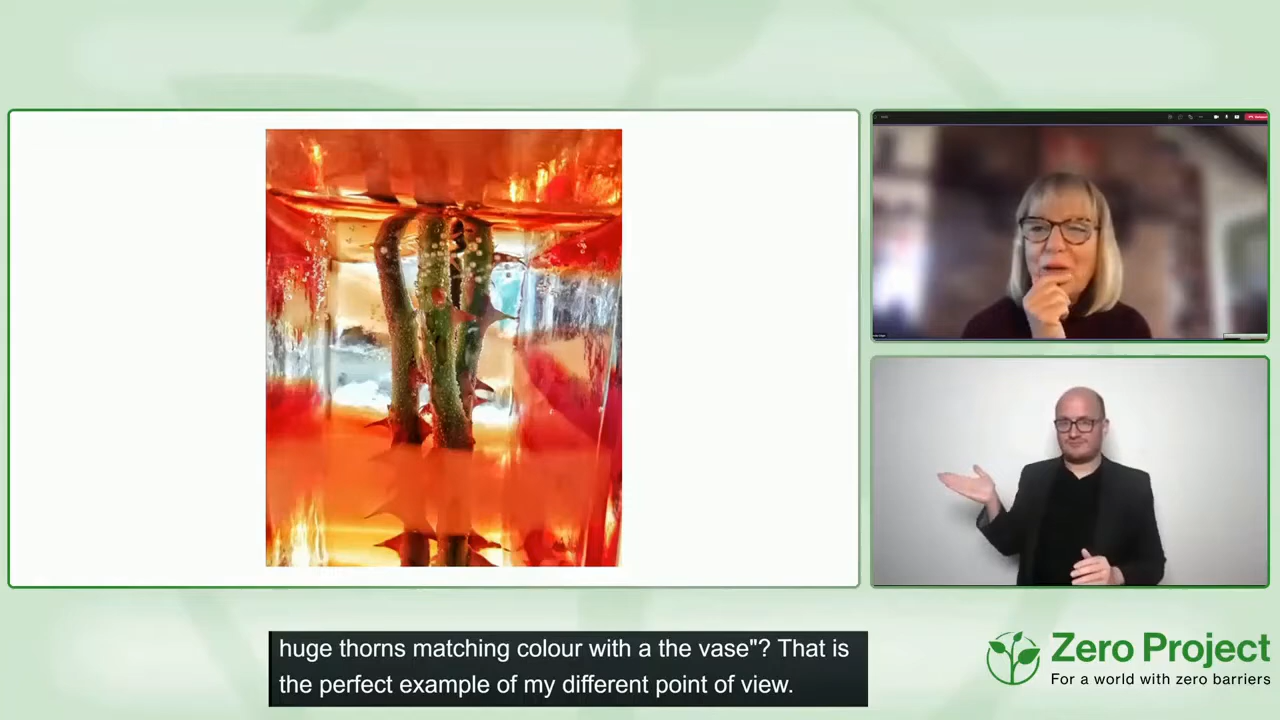 huge thorns matching colour with a the vase"? That is
the perfect example of my different point of view.
Zero Project
For a world with zero barriers